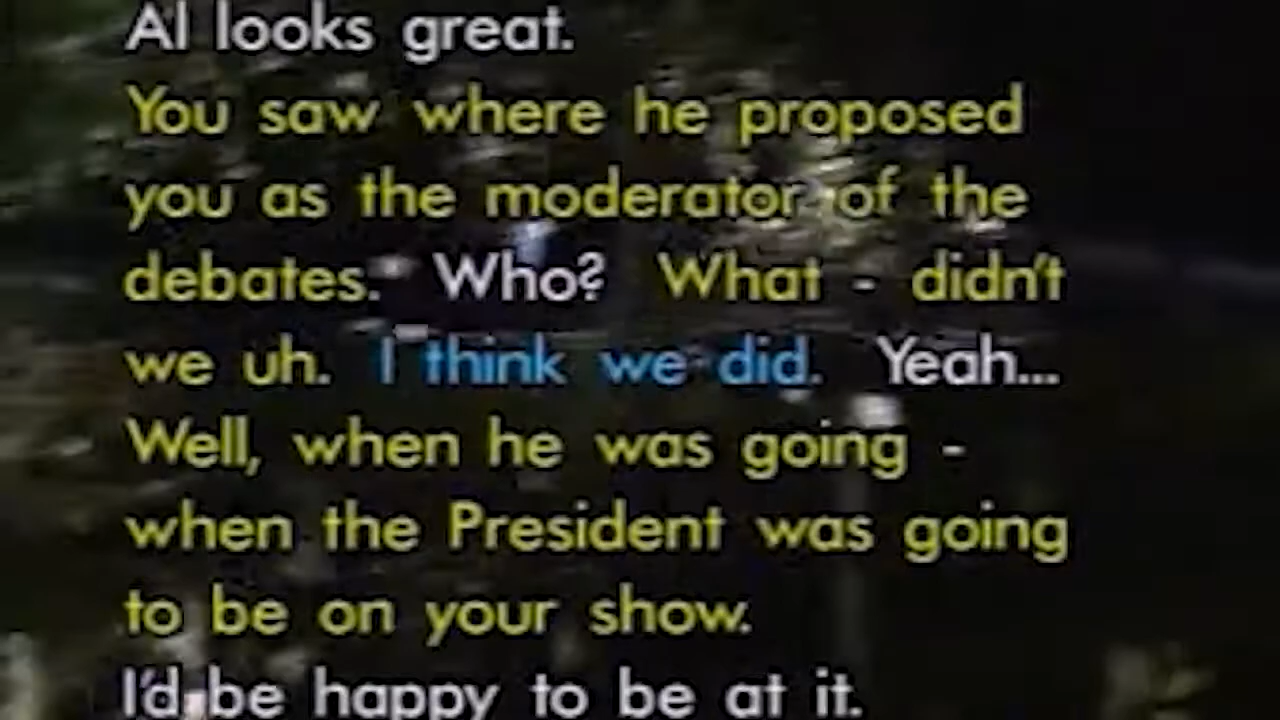 Al looks great.
You saw where he proposed
you as the moderator of the
debates. Who? What - didn't
we uh. I think we did. Yeah...
Well, when he was going -
when the President was going
to be on your show.
I'd be happy to be at it.